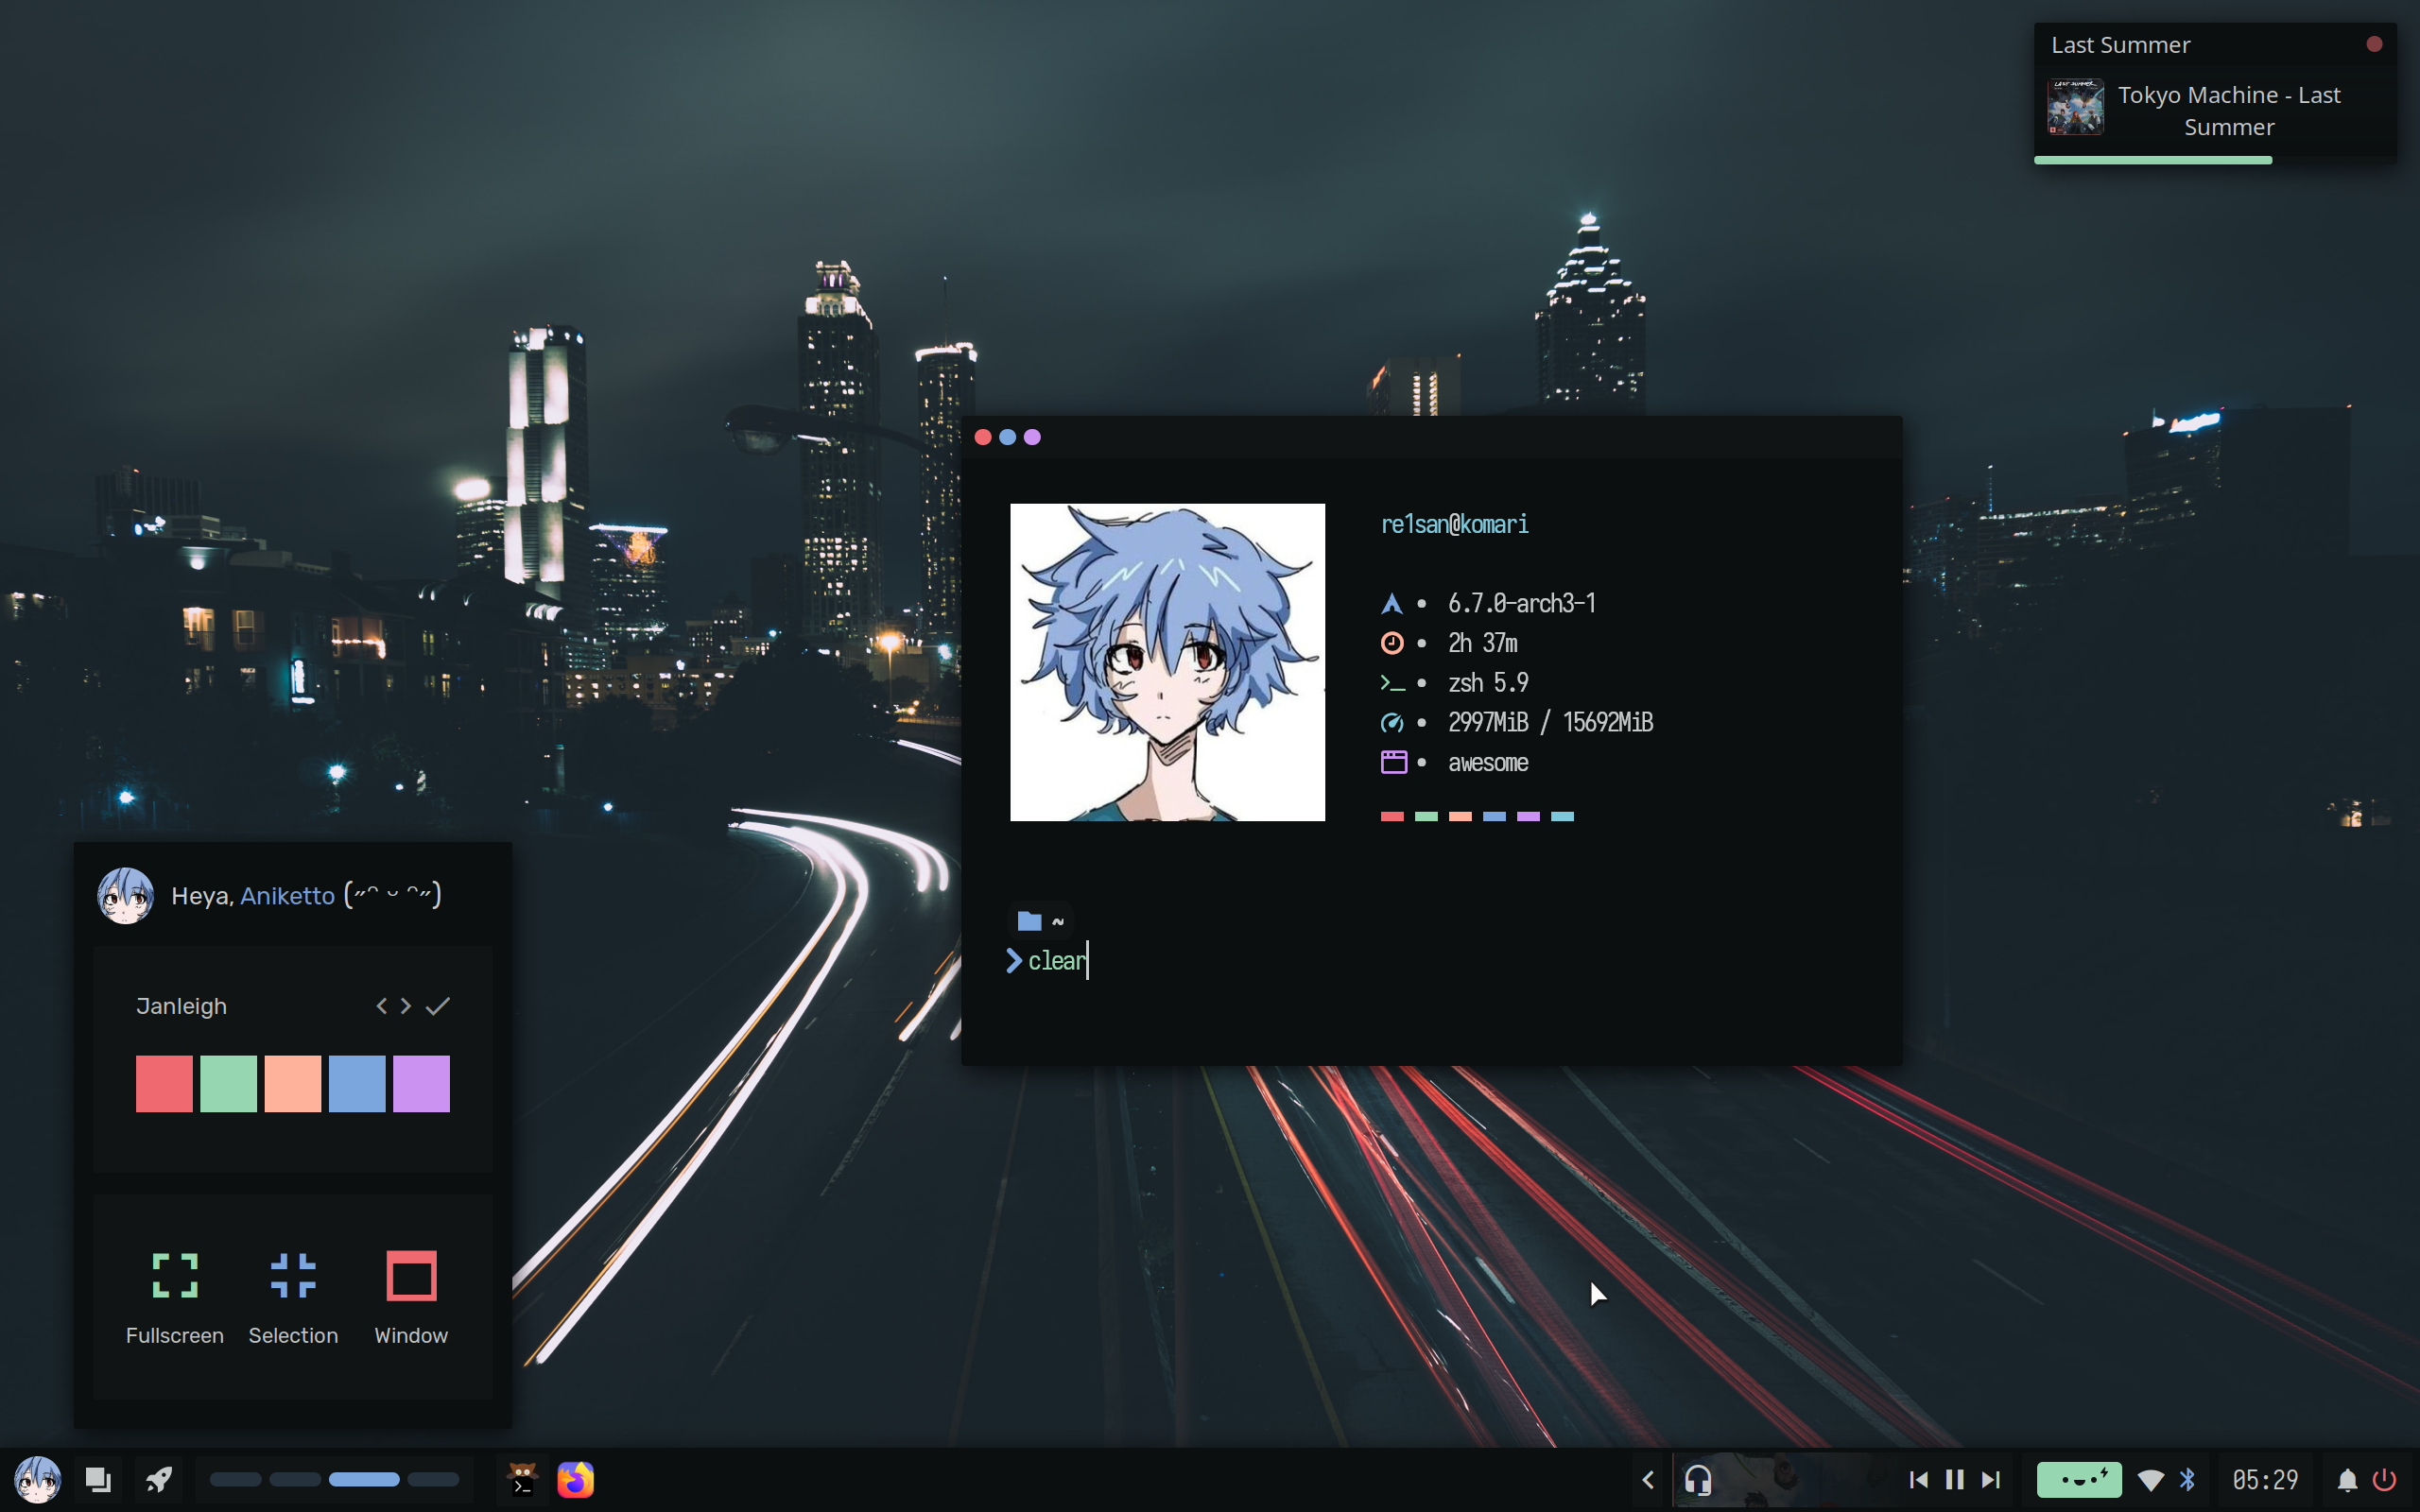 Last Summer
Tokyo Machine - Last
Summer
re1san@komari
6.7.0-arch3-1
2h 37m
zsh 5.9
2997MiB / 15692MiB
awesome
~
clear
Heya, Aniketto (˶ᵔ ᵕ ᵔ˶)
Janleigh
Fullscreen Selection Window
05:29